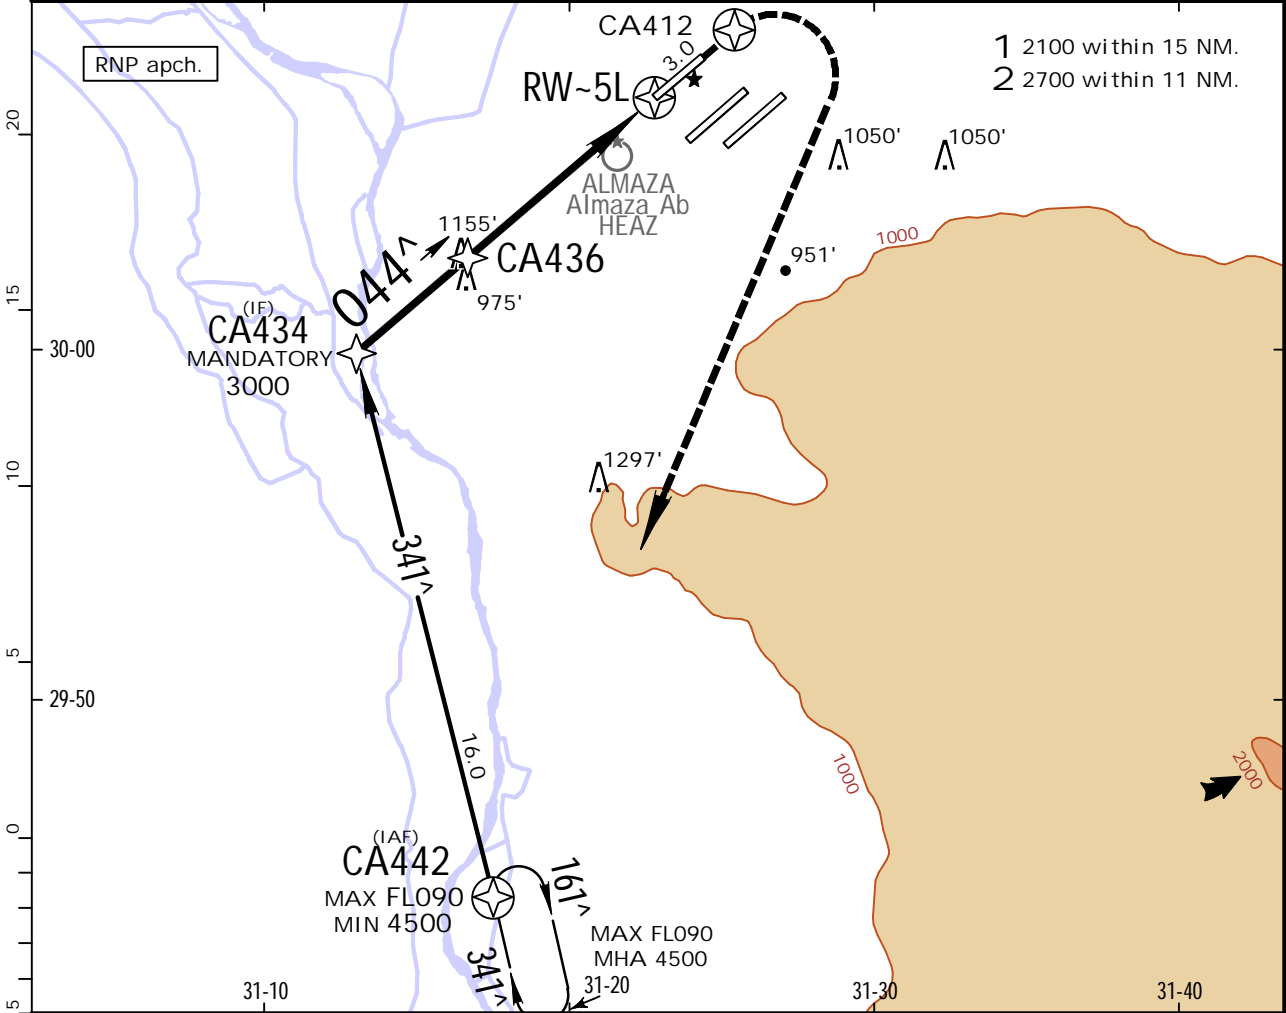 RNP apch.
CA412
1 2100 within 15 NM.
2 2700 within 11 NM.
3.0
RW~5L
20
1050'
1050'
ALMAZA
Almaza Ab
HEAZ
1155'
044^
CA436
1000
951'
975'
15
(IF)
CA434
MANDATORY
3000
30-00
1297'
10
341^
5
29-50
16.0
1000
2000
0
(IAF)
CA442
MAX FL090
MIN 4500
161^
MAX FL090
MHA 4500
341^
31-10
31-20
31-30
31-40
5